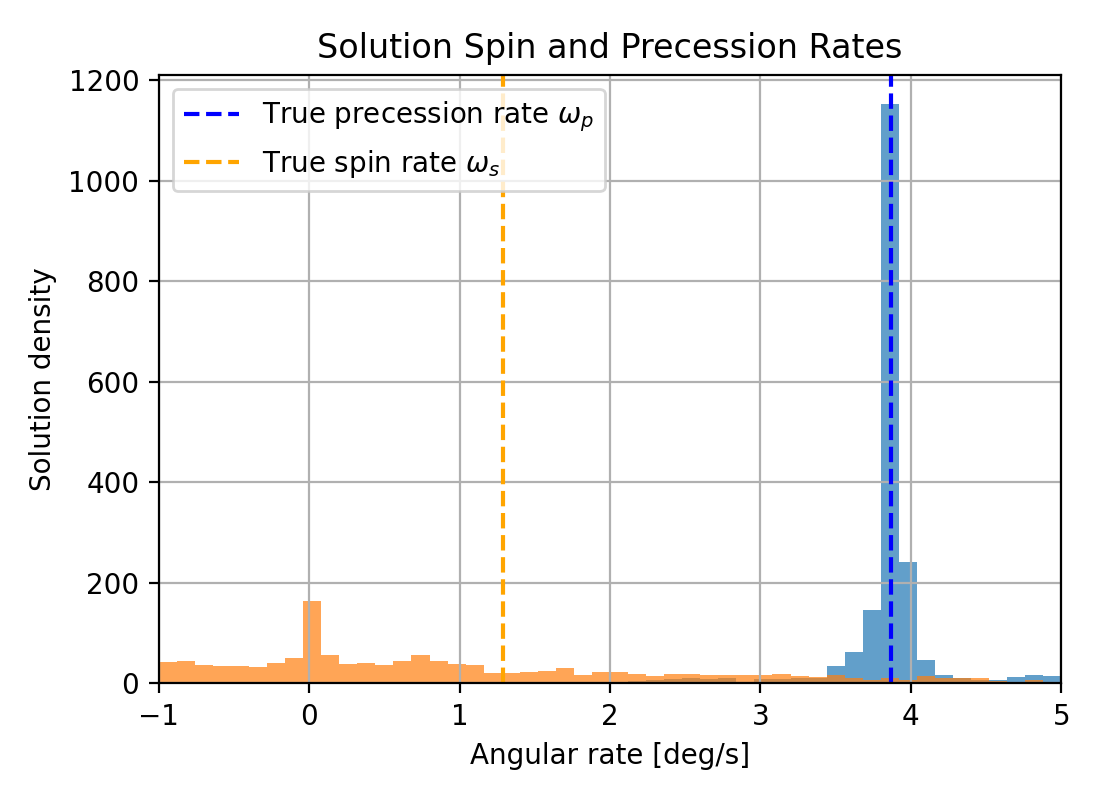 Solution Spin and Precession Rates
1200
1000
800
600
400
200
0
Solution density
True precession rate ωₚ
True spin rate ωₛ
−1 0 1 2 3 4 5
Angular rate [deg/s]